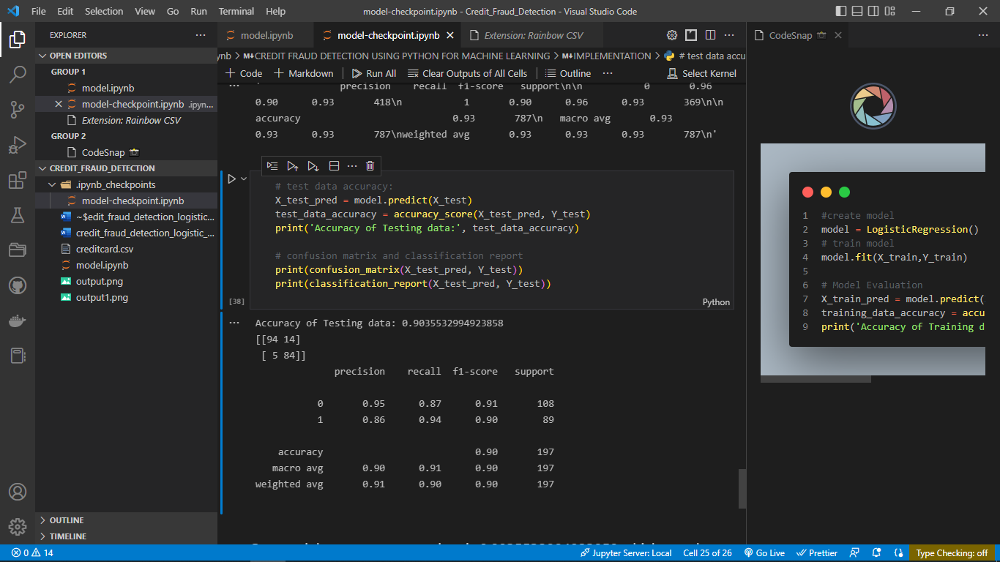 File Edit Selection View Go Run Terminal Help
model-checkpoint.ipynb - Credit_Fraud_Detection - Visual Studio Code
EXPLORER
OPEN EDITORS
GROUP 1
model.ipynb
model-checkpoint.ipynb .ipyn...
Extension: Rainbow CSV
GROUP 2
CodeSnap
CREDIT_FRAUD_DETECTION
.ipynb_checkpoints
model-checkpoint.ipynb
~$edit_fraud_detection_logistic...
credit_fraud_detection_logistic_...
creditcard.csv
model.ipynb
output.png
output1.png
OUTLINE
TIMELINE
model.ipynb model-checkpoint.ipynb Extension: Rainbow CSV
ynb > CREDIT FRAUD DETECTION USING PYTHON FOR MACHINE LEARNING > IMPLEMENTATION > # test data accu
Code Markdown Run All Clear Outputs of All Cells Outline ... Select Kernel
precision recall f1-score support\n\n 0 0.96
0.90 0.93 418\n 1 0.90 0.96 0.93 369\n\n
accuracy 0.93 787\n macro avg 0.93
0.93 0.93 787\nweighted avg 0.93 0.93 0.93 787\n'
# test data accuracy:
X_test_pred = model.predict(X_test)
test_data_accuracy = accuracy_score(X_test_pred, Y_test)
print('Accuracy of Testing data:', test_data_accuracy)
# confusion matrix and classification report
print(confusion_matrix(X_test_pred, Y_test))
print(classification_report(X_test_pred, Y_test))
[38]
Python
Accuracy of Testing data: 0.9035532994923858
[[94 14]
[ 5 84]]
precision recall f1-score support
0 0.95 0.87 0.91 108
1 0.86 0.94 0.90 89
accuracy 0.90 197
macro avg 0.90 0.91 0.90 197
weighted avg 0.91 0.90 0.90 197
CodeSnap
1 #create model
2 model = LogisticRegression()
3 # train model
4 model.fit(X_train,Y_train)
5
6 # Model Evaluation
7 X_train_pred = model.predict(
8 training_data_accuracy = accu
9 print('Accuracy of Training d
0 14
Jupyter Server: Local Cell 25 of 26 Go Live Prettier Type Checking: off